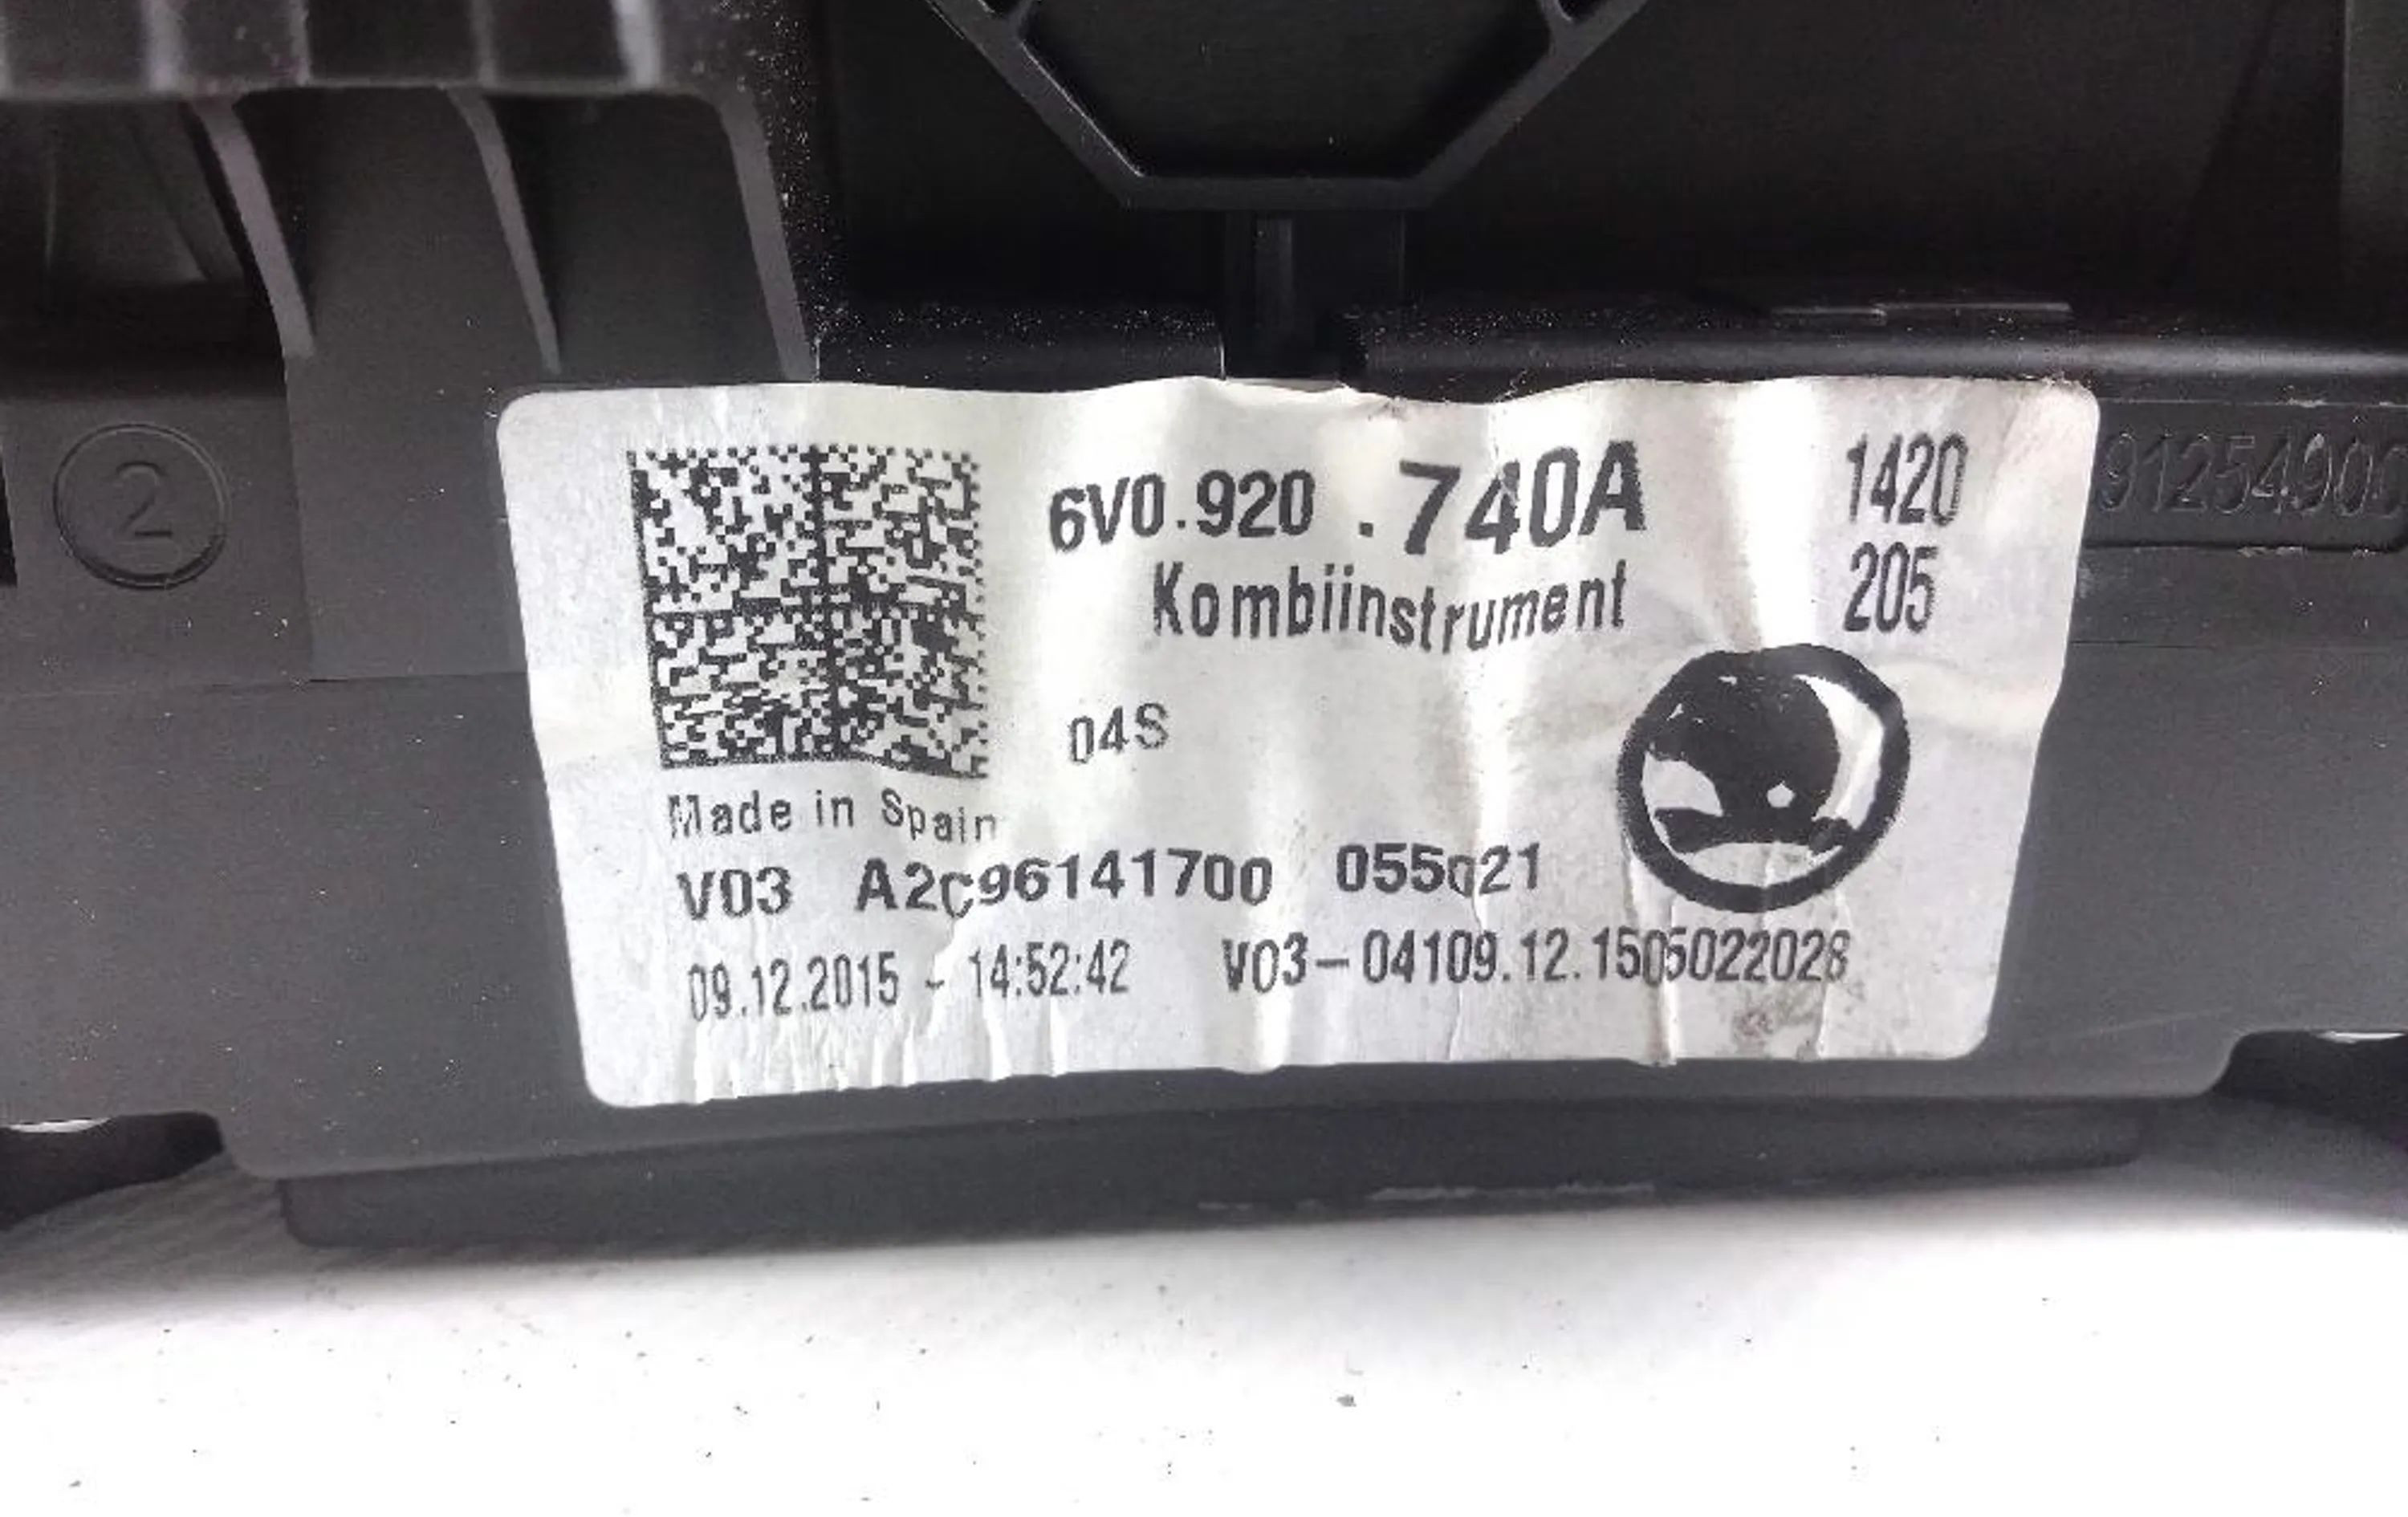 2
6V0.920 .740A
1420
Kombiinstrument
205
04S
Made in Spain
V03 A2C96141700 055021
09.12.2015 - 14:52:42 V03-04109.12.1505022028